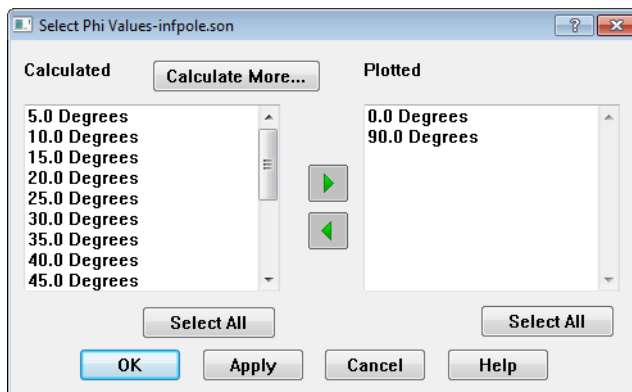 Select Phi Values-infpole.son
Calculated
Calculate More...
Plotted
5.0 Degrees
10.0 Degrees
15.0 Degrees
20.0 Degrees
25.0 Degrees
30.0 Degrees
35.0 Degrees
40.0 Degrees
45.0 Degrees
0.0 Degrees
90.0 Degrees
Select All
Select All
OK
Apply
Cancel
Help